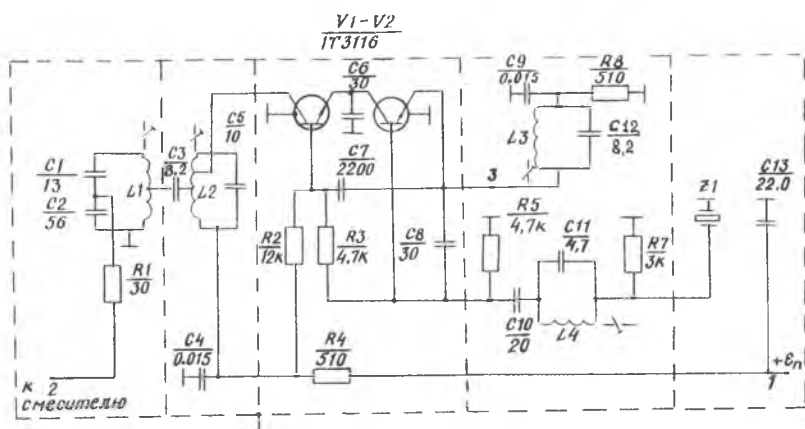 V1-V2
1Т3116
C1
13
C2
56
R1
30
L1
C3
8,2
L2
C5
10
C4
0.015
R2
12к
R3
4,7к
C6
30
C7
2200
C8
30
R4
510
C9
0.015
R8
510
L3
C12
8,2
3
R5
4,7к
C11
4,7
C10
20
L4
R7
3к
Z1
C13
22.0
+Eп
1
к 2
смесителю